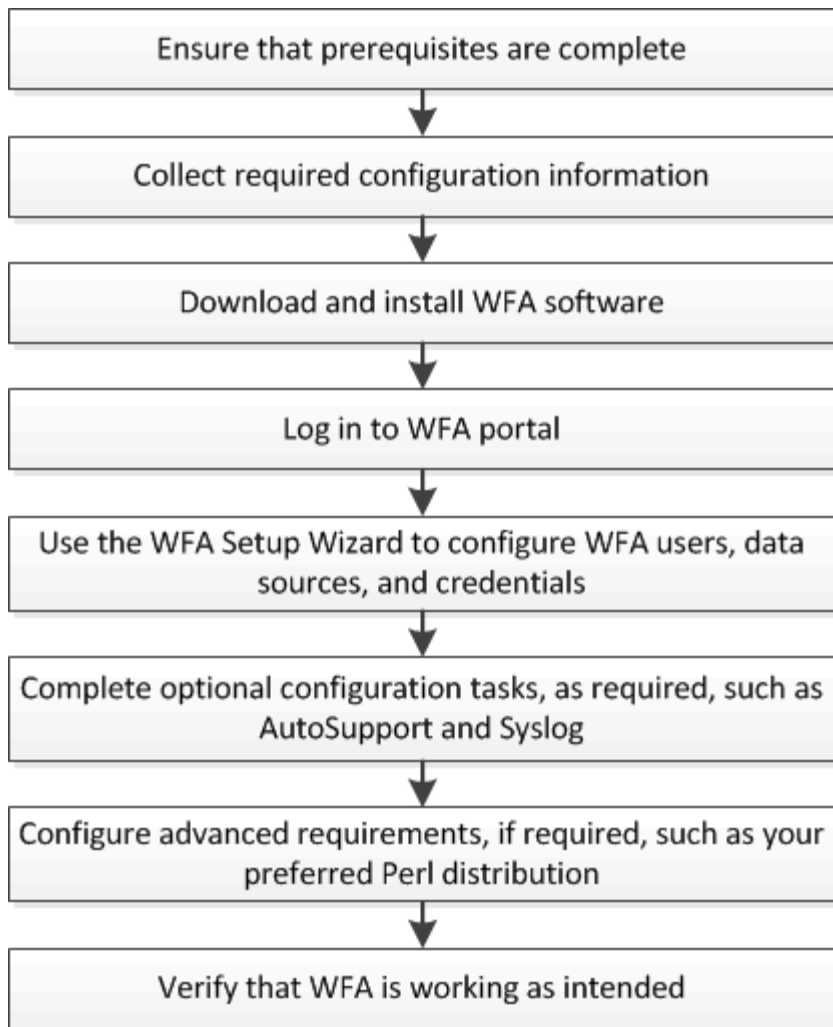 Ensure that prerequisites are complete
Collect required configuration information
Download and install WFA software
Log in to WFA portal
Use the WFA Setup Wizard to configure WFA users, data
sources, and credentials
Complete optional configuration tasks, as required, such as
AutoSupport and Syslog
Configure advanced requirements, if required, such as your
preferred Perl distribution
Verify that WFA is working as intended